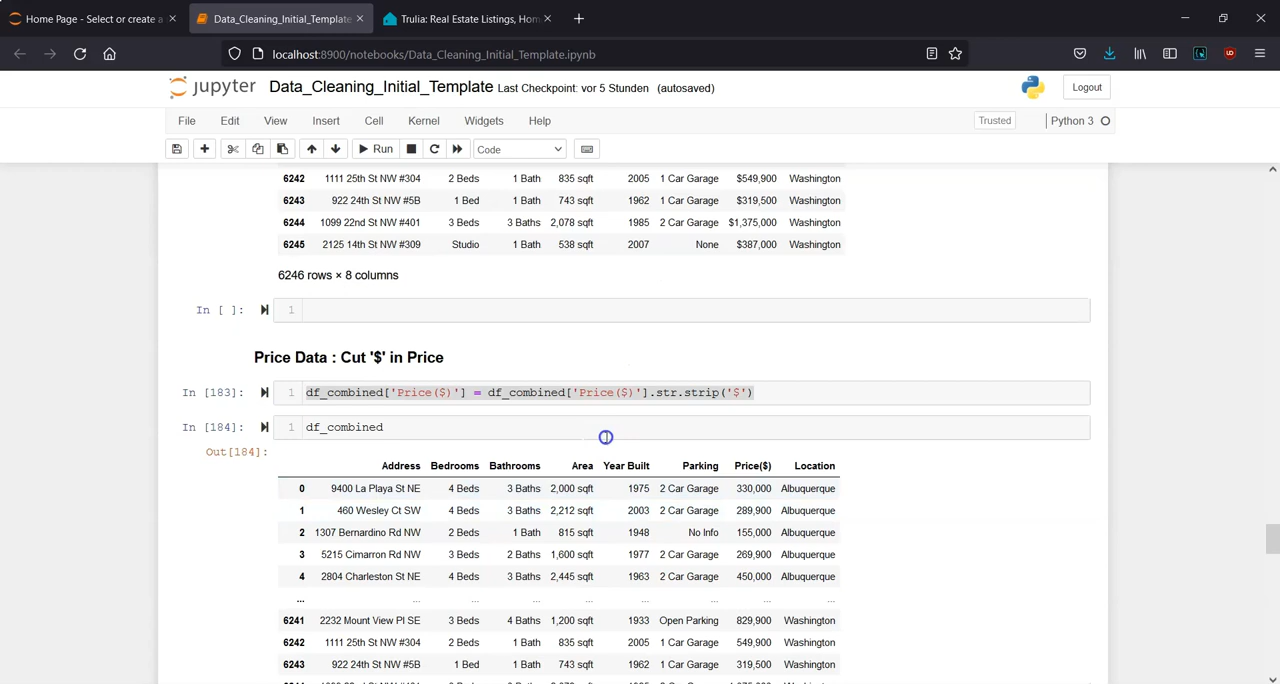 Home Page - Select or create a
Data_Cleaning_Initial_Template
Trulia: Real Estate Listings, Hom
localhost:8900/notebooks/Data_Cleaning_Initial_Template.ipynb
jupyter Data_Cleaning_Initial_Template Last Checkpoint: vor 5 Stunden (autosaved)
Logout
File Edit View Insert Cell Kernel Widgets Help Trusted Python 3
Run Code
6242 1111 25th St NW #304 2 Beds 1 Bath 835 sqft 2005 1 Car Garage $549,900 Washington
6243 922 24th St NW #5B 1 Bed 1 Bath 743 sqft 1962 1 Car Garage $319,500 Washington
6244 1099 22nd St NW #401 3 Beds 3 Baths 2,078 sqft 1985 2 Car Garage $1,375,000 Washington
6245 2125 14th St NW #309 Studio 1 Bath 538 sqft 2007 None $387,000 Washington
6246 rows × 8 columns
In [ ]: 1
Price Data : Cut '$' in Price
In [183]: 1 df_combined['Price($)'] = df_combined['Price($)'].str.strip('$')
In [184]: 1 df_combined
Out[184]:
Address Bedrooms Bathrooms Area Year Built Parking Price($) Location
0 9400 La Playa St NE 4 Beds 3 Baths 2,000 sqft 1975 2 Car Garage 330,000 Albuquerque
1 460 Wesley Ct SW 4 Beds 3 Baths 2,212 sqft 2003 2 Car Garage 289,900 Albuquerque
2 1307 Bernardino Rd NW 2 Beds 1 Bath 815 sqft 1948 No Info 155,000 Albuquerque
3 5215 Cimarron Rd NW 3 Beds 2 Baths 1,600 sqft 1977 2 Car Garage 269,900 Albuquerque
4 2804 Charleston St NE 4 Beds 3 Baths 2,445 sqft 1963 2 Car Garage 450,000 Albuquerque
... ... ... ... ... ... ... ... ...
6241 2232 Mount View Pl SE 3 Beds 4 Baths 1,200 sqft 1933 Open Parking 829,900 Washington
6242 1111 25th St NW #304 2 Beds 1 Bath 835 sqft 2005 1 Car Garage 549,900 Washington
6243 922 24th St NW #5B 1 Bed 1 Bath 743 sqft 1962 1 Car Garage 319,500 Washington